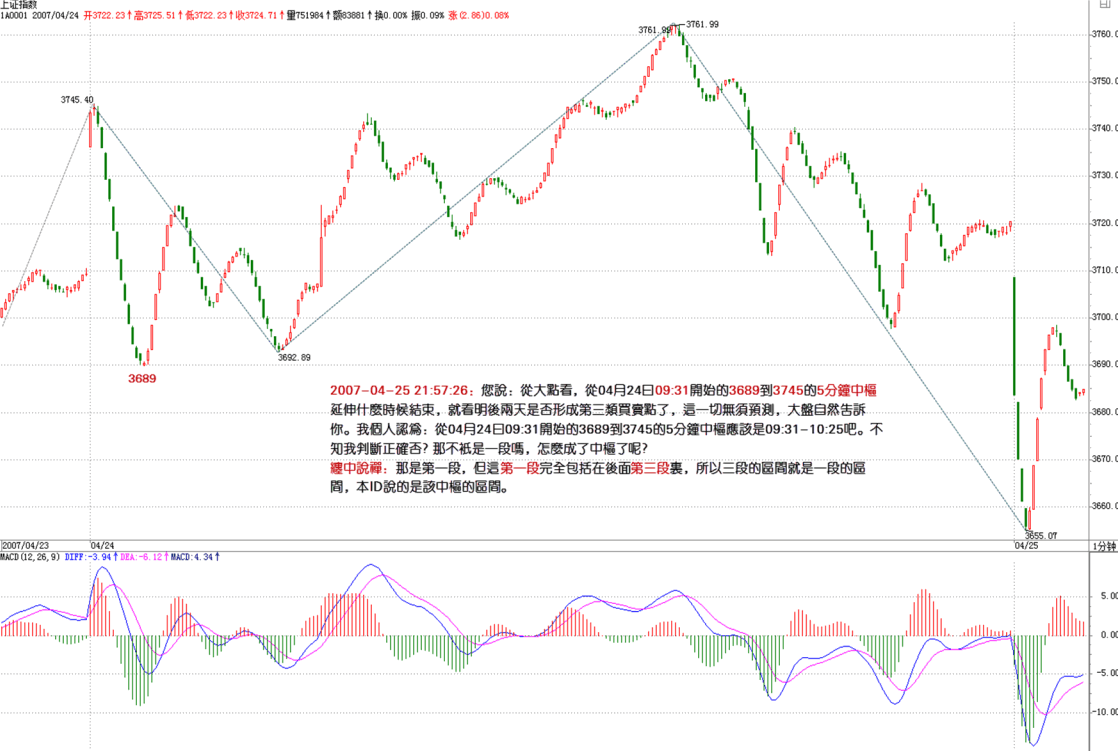 上证指数
1A0001 2007/04/24 开3722.23↑高3725.51↑低3722.23↑收3724.71↑量751984↑额83881↑换0.00% 振0.09% 涨(2.86)0.08%
3745.40
3761.99
3761.99
3760.
3750.0
3740.0
3730.0
3720.
3710.0
3700.
3690.
3680.
3670.0
3660.
3689
3692.89
2007-04-25 21:57:26：您說：從大點看，從04月24日09:31開始的3689到3745的5分鐘中樞
延伸什麼時候結束，就看明後兩天是否形成第三類買賣點了，這一切無須預測，大盤自然告訴
你。我個人認為：從04月24日09:31開始的3689到3745的5分鐘中樞應該是09:31-10:25吧。不
知我判斷正確否？那不祇是一段嗎，怎麼成了中樞了呢？
纏中說禪：那是第一段，但這第一段完全包括在後面第三段裏，所以三段的區間就是一段的區
間，本ID說的是該中樞的區間。
3655.07
2007/04/23
04/24
04/25
1分钟
MACD(12,26,9) DIFF:-3.94↑DEA:-6.12↑MACD:4.34↑
5.00
0.00
-5.00
-10.00